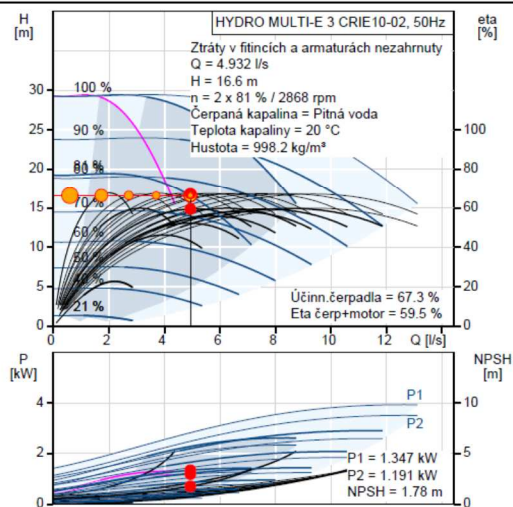 H
[m]
HYDRO MULTI-E 3 CRIE10-02, 50Hz
eta
[%]
Ztráty v fitincích a armaturách nezahrnuty
Q = 4.932 l/s
H = 16.6 m
n = 2 x 81 % / 2868 rpm
Čerpaná kapalina = Pitná voda
Teplota kapaliny = 20 °C
Hustota = 998.2 kg/m³
30
25
20
15
10
5
0
100 %
90 %
81 %
80 %
70 %
60 %
50 %
40 %
21 %
100
80
60
40
20
0
Účinn.čerpadla = 67.3 %
Eta čerp+motor = 59.5 %
0
2
4
6
8
10
12
Q [l/s]
P
[kW]
NPSH
[m]
4
2
0
10
5
0
P1
P2
P1 = 1.347 kW
P2 = 1.191 kW
NPSH = 1.78 m